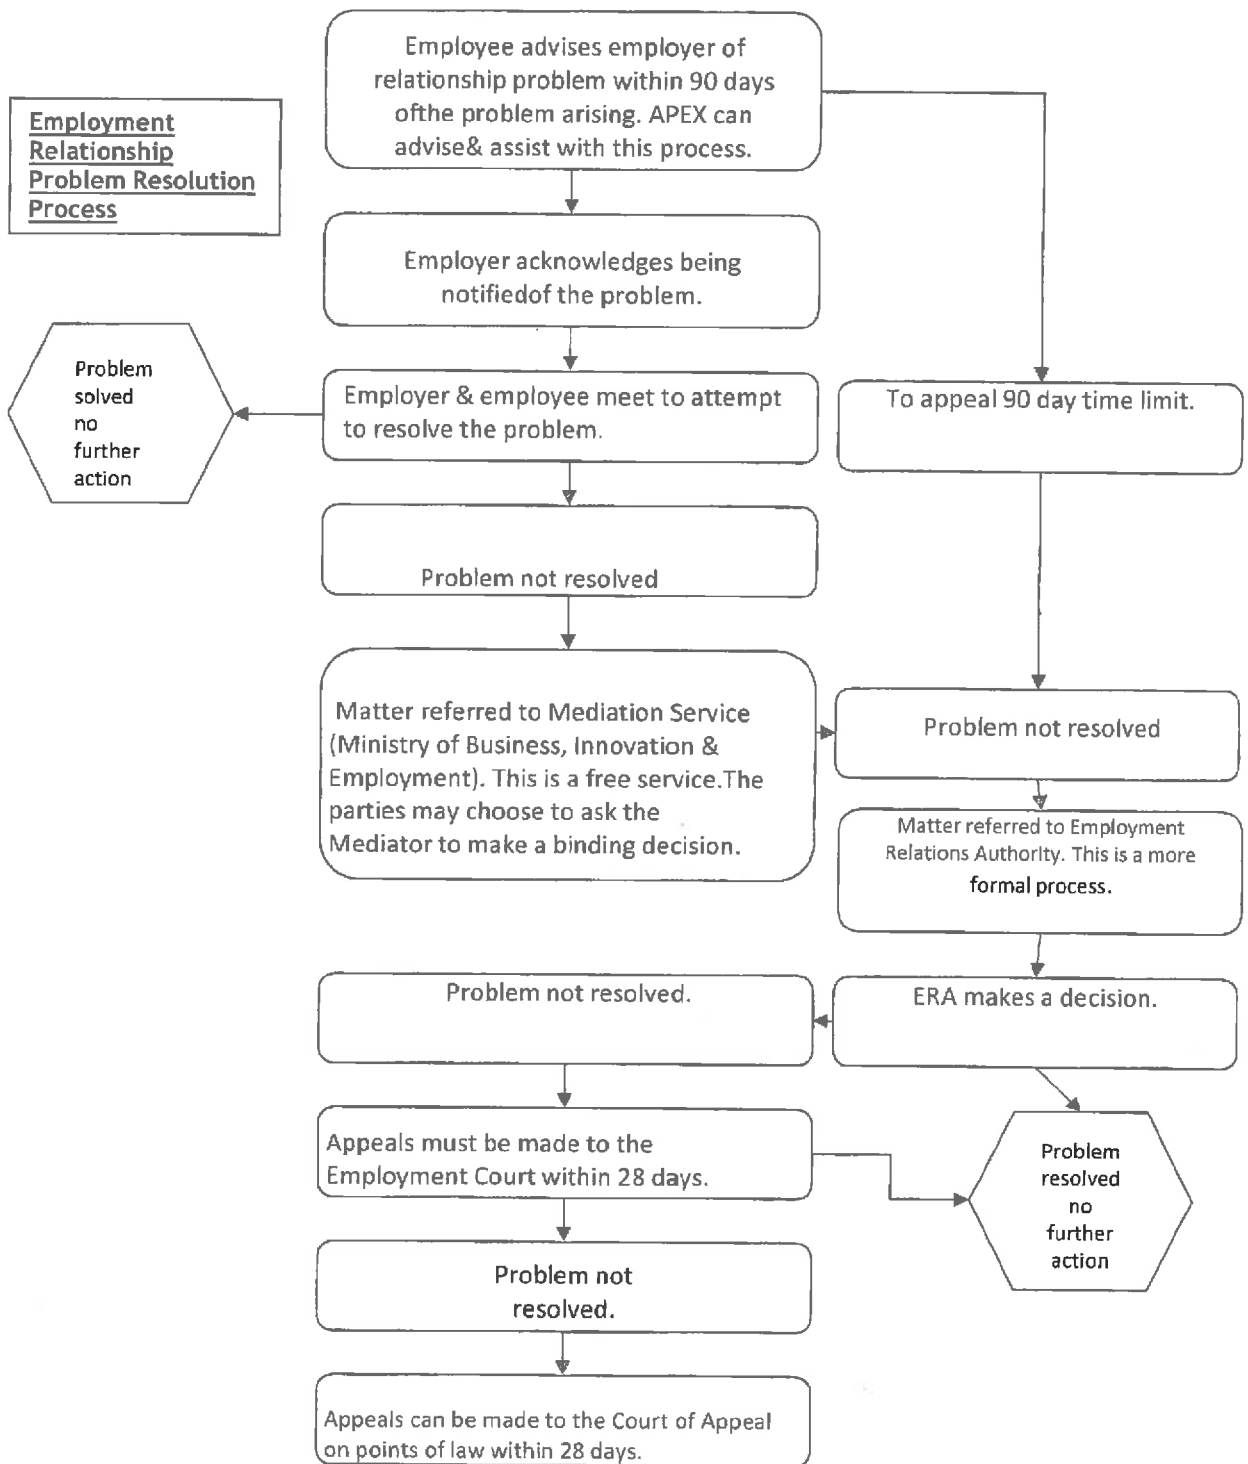 Employee advises employer of
relationship problem within 90 days
ofthe problem arising. APEX can
advise& assist with this process.
Employment
Relationship
Problem Resolution
Process
Employer acknowledges being
notifiedof the problem.
Problem
solved
no
further
action
Employer & employee meet to attempt
to resolve the problem.
To appeal 90 day time limit.
Problem not resolved
Matter referred to Mediation Service
(Ministry of Business, Innovation &
Employment). This is a free service.The
parties may choose to ask the
Mediator to make a binding decision.
Problem not resolved
Matter referred to Employment
Relations Authority. This is a more
formal process.
ERA makes a decision.
Problem not resolved.
Appeals must be made to the
Employment Court within 28 days.
Problem
resolved
no
further
action
Problem not
resolved.
Appeals can be made to the Court of Appeal
on points of law within 28 days.